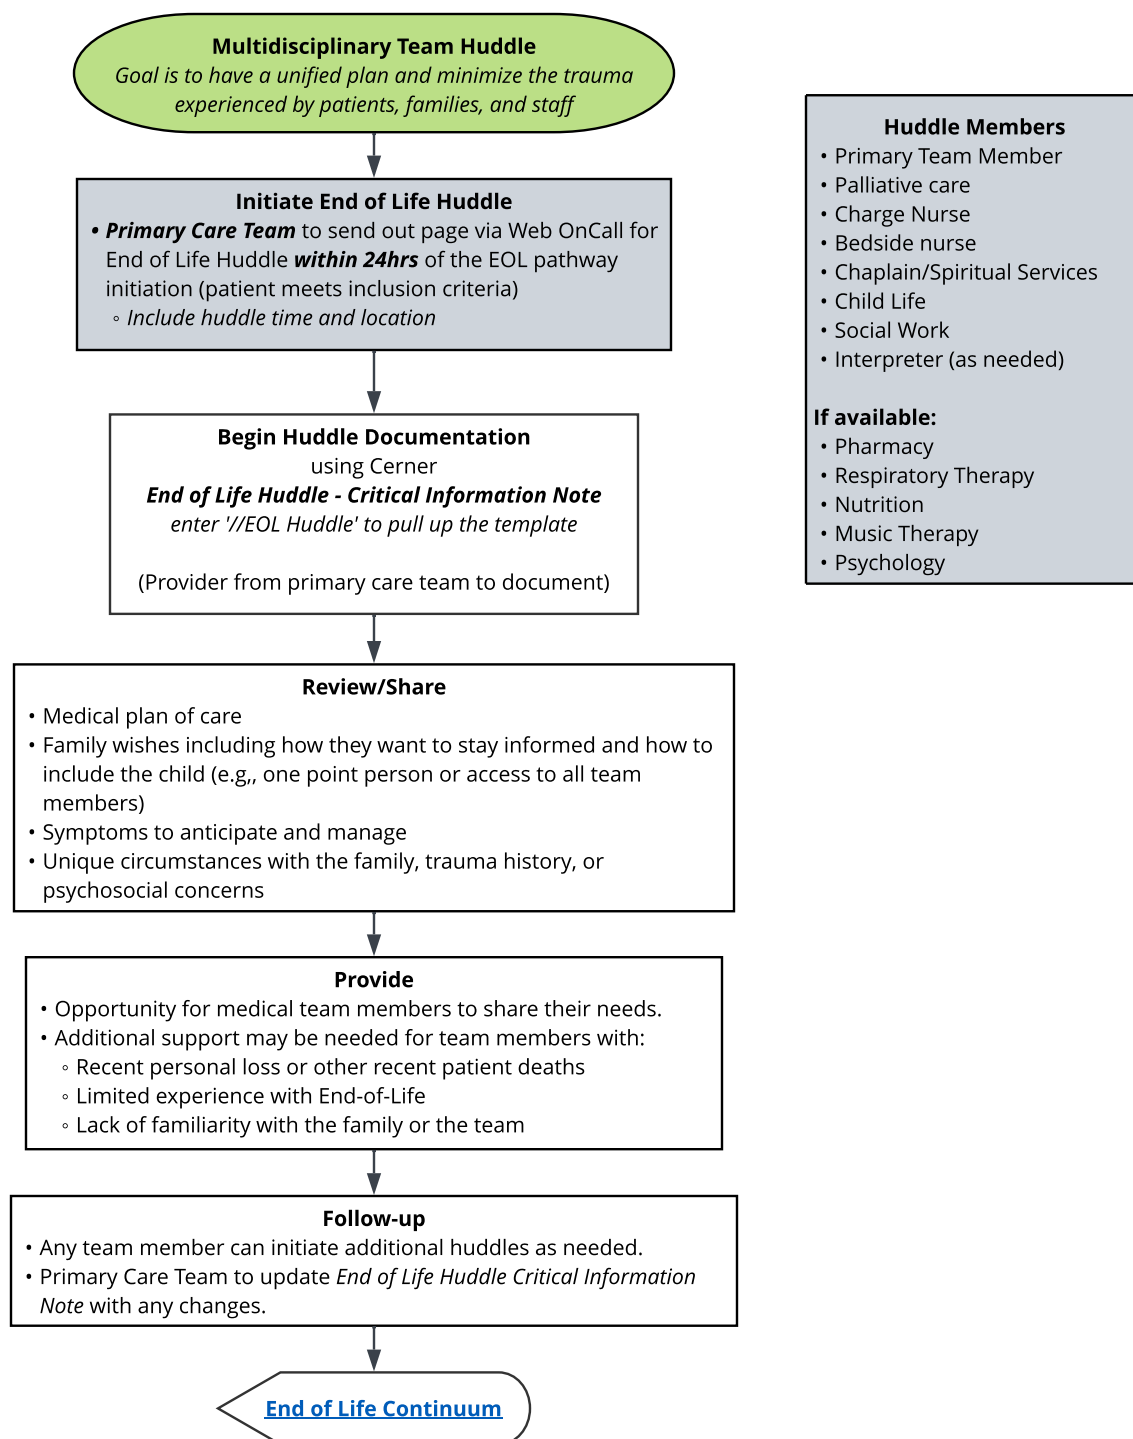 Multidisciplinary Team Huddle
Goal is to have a unified plan and minimize the trauma
experienced by patients, families, and staff
Initiate End of Life Huddle
• Primary Care Team to send out page via Web OnCall for
End of Life Huddle within 24hrs of the EOL pathway
initiation (patient meets inclusion criteria)
◦ Include huddle time and location
Begin Huddle Documentation
using Cerner
End of Life Huddle - Critical Information Note
enter '//EOL Huddle' to pull up the template
(Provider from primary care team to document)
Review/Share
• Medical plan of care
• Family wishes including how they want to stay informed and how to
include the child (e.g,, one point person or access to all team
members)
• Symptoms to anticipate and manage
• Unique circumstances with the family, trauma history, or
psychosocial concerns
Provide
• Opportunity for medical team members to share their needs.
• Additional support may be needed for team members with:
◦ Recent personal loss or other recent patient deaths
◦ Limited experience with End-of-Life
◦ Lack of familiarity with the family or the team
Follow-up
• Any team member can initiate additional huddles as needed.
• Primary Care Team to update End of Life Huddle Critical Information
Note with any changes.
End of Life Continuum
Huddle Members
• Primary Team Member
• Palliative care
• Charge Nurse
• Bedside nurse
• Chaplain/Spiritual Services
• Child Life
• Social Work
• Interpreter (as needed)
If available:
• Pharmacy
• Respiratory Therapy
• Nutrition
• Music Therapy
• Psychology